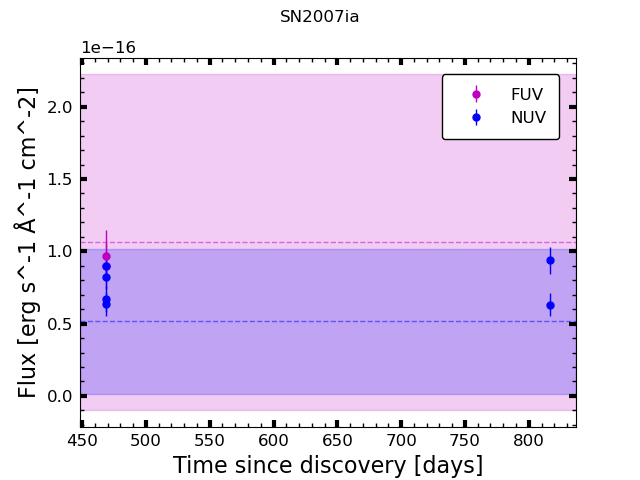 SN2007ia
1e−16
FUV
NUV
2.0
1.5
1.0
0.5
0.0
Flux [erg s^-1 Å^-1 cm^-2]
450 500 550 600 650 700 750 800
Time since discovery [days]